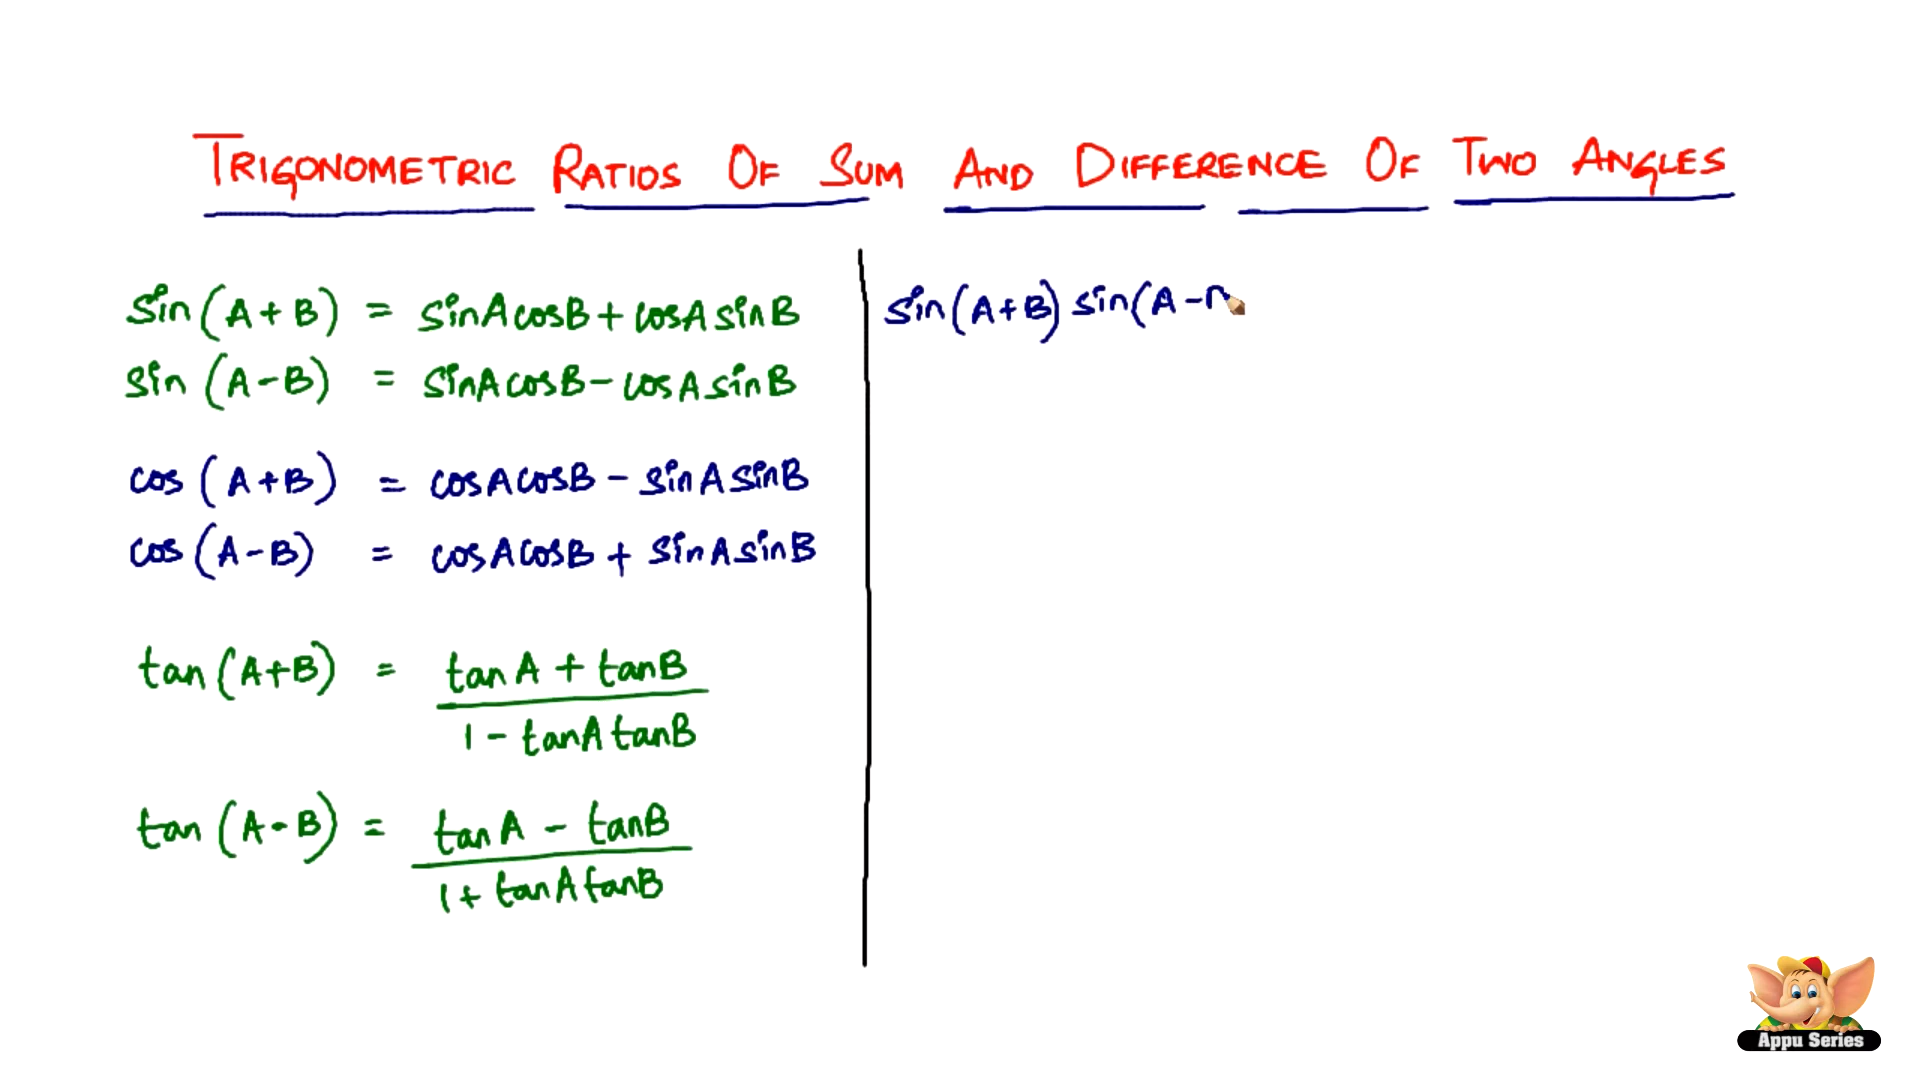 TRIGONOMETRIC RATIOS OF SUM AND DIFFERENCE OF TWO ANGLES
sin(A+B) = sinAcosB+cosAsinB
sin(A-B) = sinAcosB-cosAsinB
cos(A+B) = cosAcosB-sinAsinB
cos(A-B) = cosAcosB+sinAsinB
tan(A+B) = tanA+tanB
1-tanAtanB
tan(A-B) = tanA-tanB
1+tanAtanB
sin(A+B)sin(A-
Appu Series